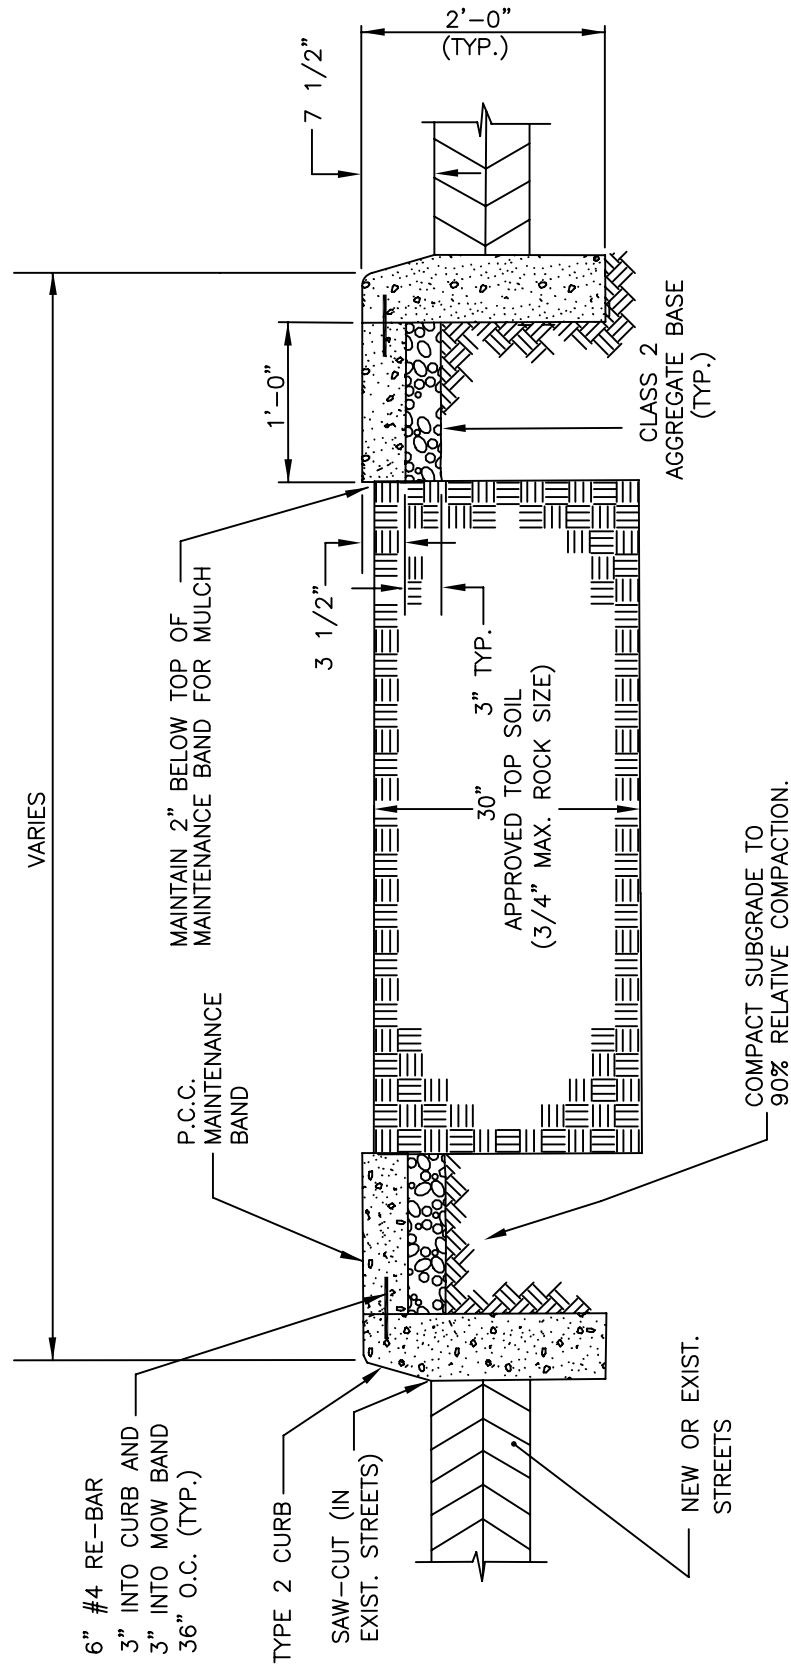 6" #4 RE-BAR
3" INTO CURB AND
3" INTO MOW BAND
36" O.C. (TYP.)
TYPE 2 CURB
SAW-CUT (IN
EXIST. STREETS)
NEW OR EXIST.
STREETS
P.C.C.
MAINTENANCE
BAND
VARIES
MAINTAIN 2" BELOW TOP OF
MAINTENANCE BAND FOR MULCH
30"
APPROVED TOP SOIL
(3/4" MAX. ROCK SIZE)
COMPACT SUBGRADE TO
90% RELATIVE COMPACTION.
3 1/2"
3" TYP.
1'-0"
CLASS 2
AGGREGATE BASE
(TYP.)
7 1/2"
2'-0"
(TYP.)